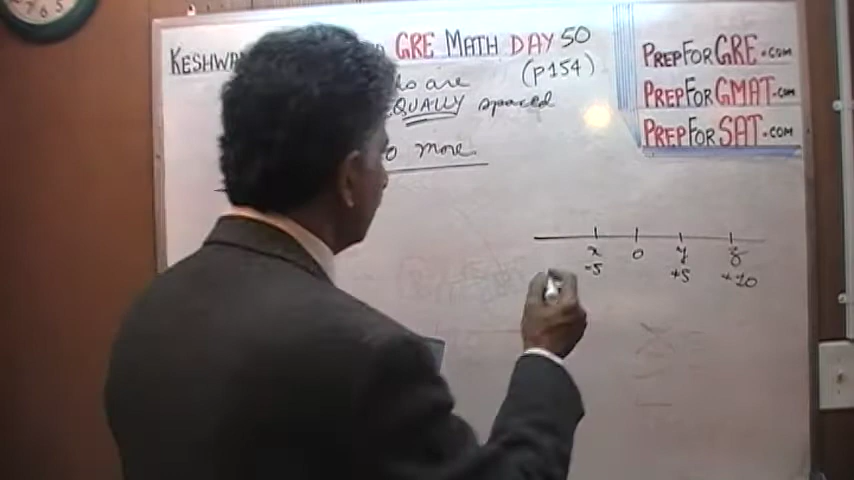 KESHWA GRE MATH DAY 50
are (p154)
EQUALLY spaced
more
PREPFORGRE.COM
PREPFORGMAT.COM
PREPFORSAT.COM
x 0 y z
-5 +5 +10